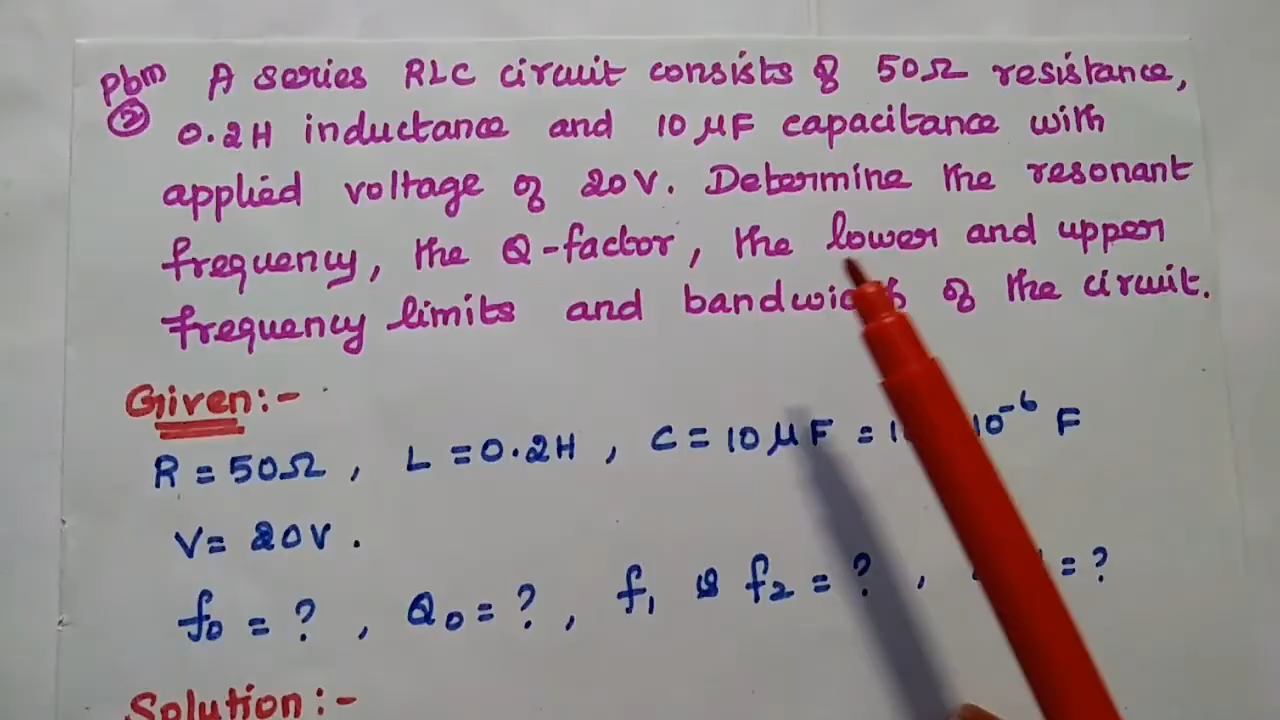 Pbm A series RLC circuit consists of 50Ω resistance,
② 0.2H inductance and 10 μF capacitance with
applied voltage of 20V. Determine the resonant
frequency, the Q-factor, the lower and upper
frequency limits and of the circuit.
Given:-
R = 50Ω , L = 0.2H , C = 10 μF = 10⁻⁶ F
V = 20V .
f₀ = ? , Q₀ = ? , f₁ & f₂ = ? , = ?
Solution:-